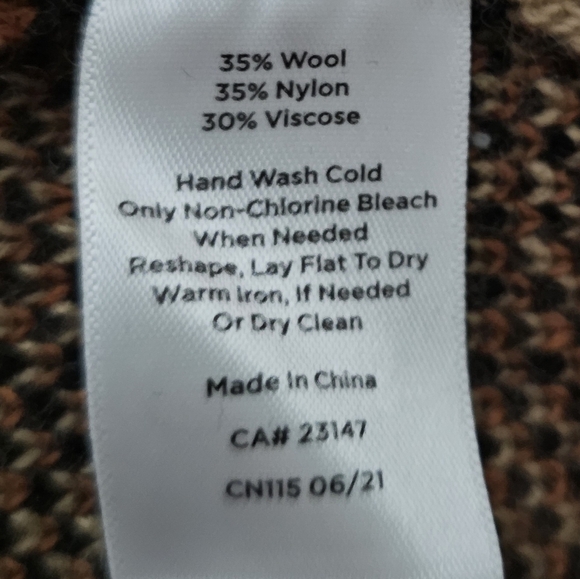 35% Wool
35% Nylon
30% Viscose
Hand Wash Cold
Only Non-Chlorine Bleach
When Needed
Reshape, Lay Flat To Dry
Warm Iron, If Needed
Or Dry Clean
Made In China
CA# 23147
CN115 06/21